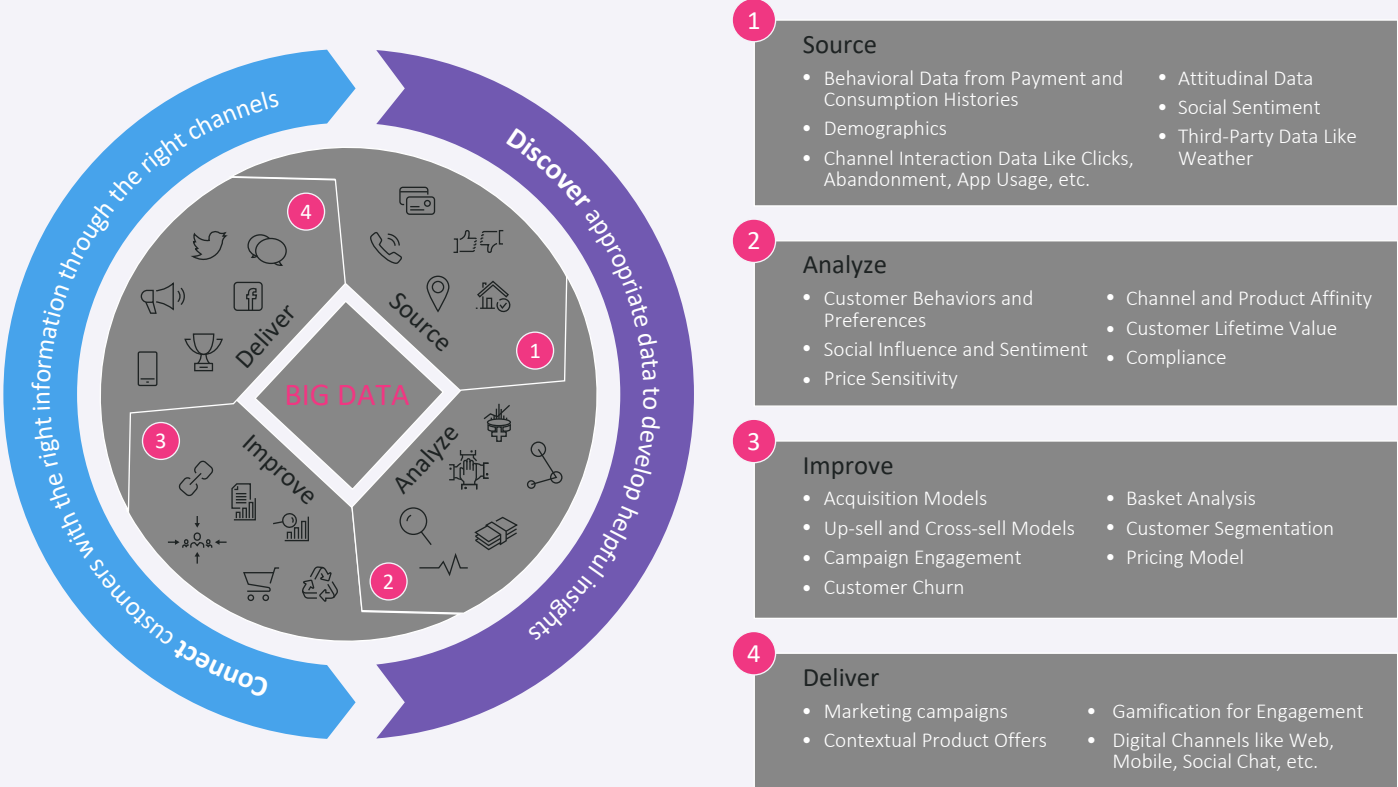 Connect customers with the right information through the right channels
Discover appropriate data to develop helpful insights
4
Deliver
Source
1
BIG DATA
3
Improve
Analyze
2
1
Source
• Behavioral Data from Payment and
Consumption Histories
• Demographics
• Channel Interaction Data Like Clicks,
Abandonment, App Usage, etc.
• Attitudinal Data
• Social Sentiment
• Third-Party Data Like
Weather
2
Analyze
• Customer Behaviors and
Preferences
• Social Influence and Sentiment
• Price Sensitivity
• Channel and Product Affinity
• Customer Lifetime Value
• Compliance
3
Improve
• Acquisition Models
• Up-sell and Cross-sell Models
• Campaign Engagement
• Customer Churn
• Basket Analysis
• Customer Segmentation
• Pricing Model
4
Deliver
• Marketing campaigns
• Contextual Product Offers
• Gamification for Engagement
• Digital Channels like Web,
Mobile, Social Chat, etc.